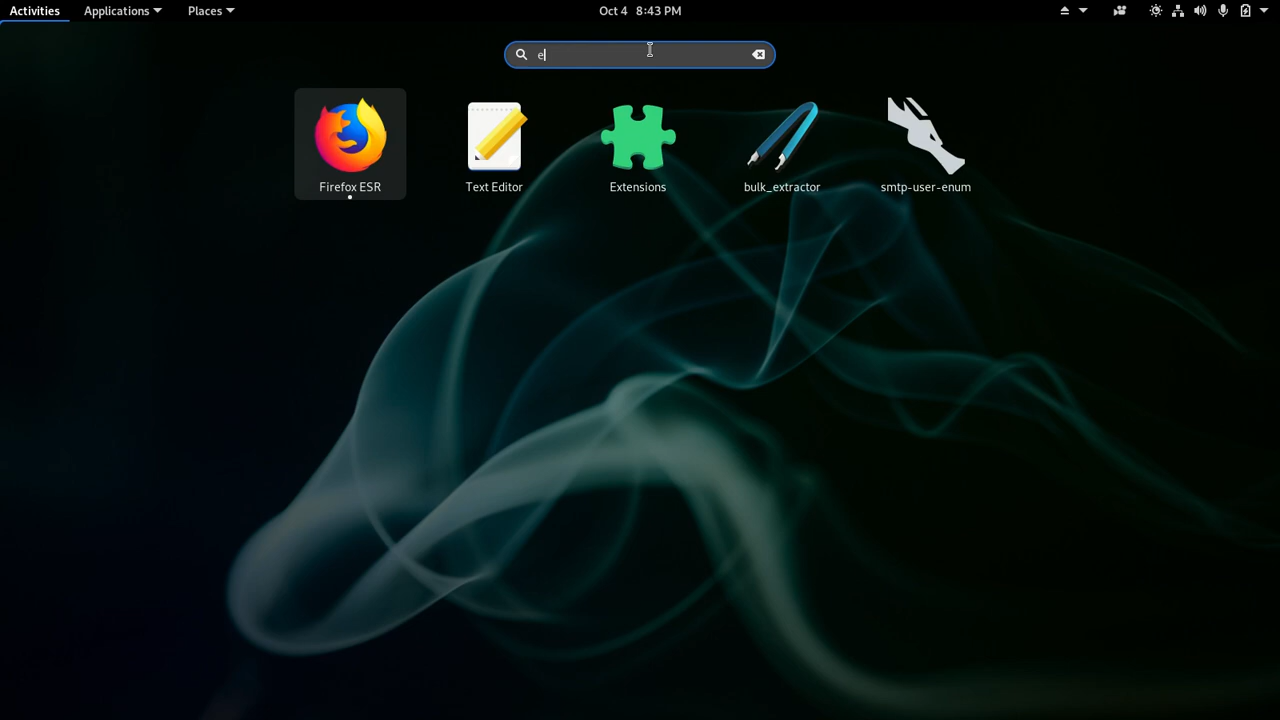 Activities Applications Places Oct 4 8:43 PM
e
Firefox ESR Text Editor Extensions bulk_extractor smtp-user-enum